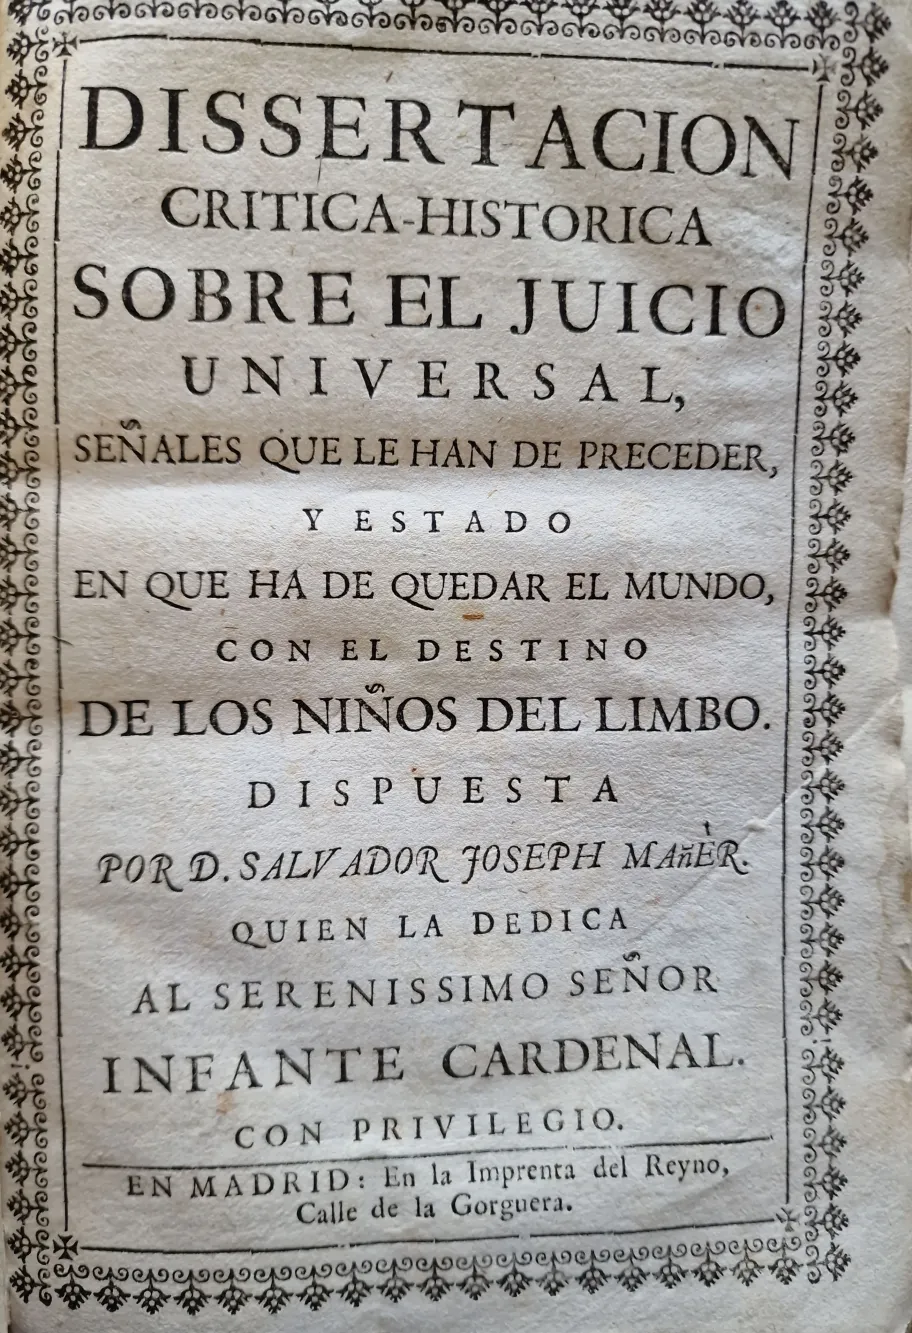 DISSERTACION
CRITICA-HISTORICA
SOBRE EL JUICIO
UNIVERSAL,
SEÑALES QUE LE HAN DE PRECEDER,
Y ESTADO
EN QUE HA DE QUEDAR EL MUNDO,
CON EL DESTINO
DE LOS NIÑOS DEL LIMBO.
DISPUESTA
POR D. SALVADOR JOSEPH MAñÈR.
QUIEN LA DEDICA
AL SERENISSIMO SEÑOR
INFANTE CARDENAL.
CON PRIVILEGIO.
EN MADRID: En la Imprenta del Reyno,
Calle de la Gorguera.